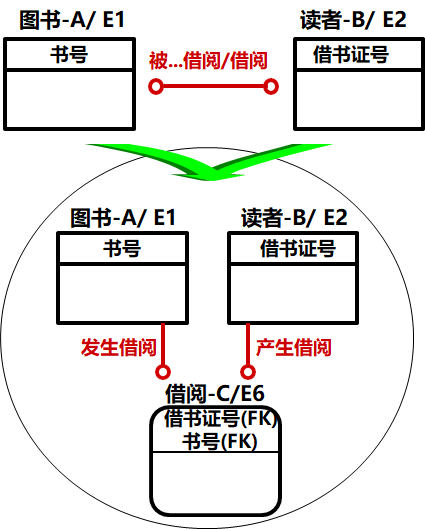 图书-A/ E1
读者-B/ E2
书号
借书证号
被...借阅/借阅
图书-A/ E1
读者-B/ E2
书号
借书证号
发生借阅
产生借阅
借阅-C/E6
借书证号(FK)
书号(FK)